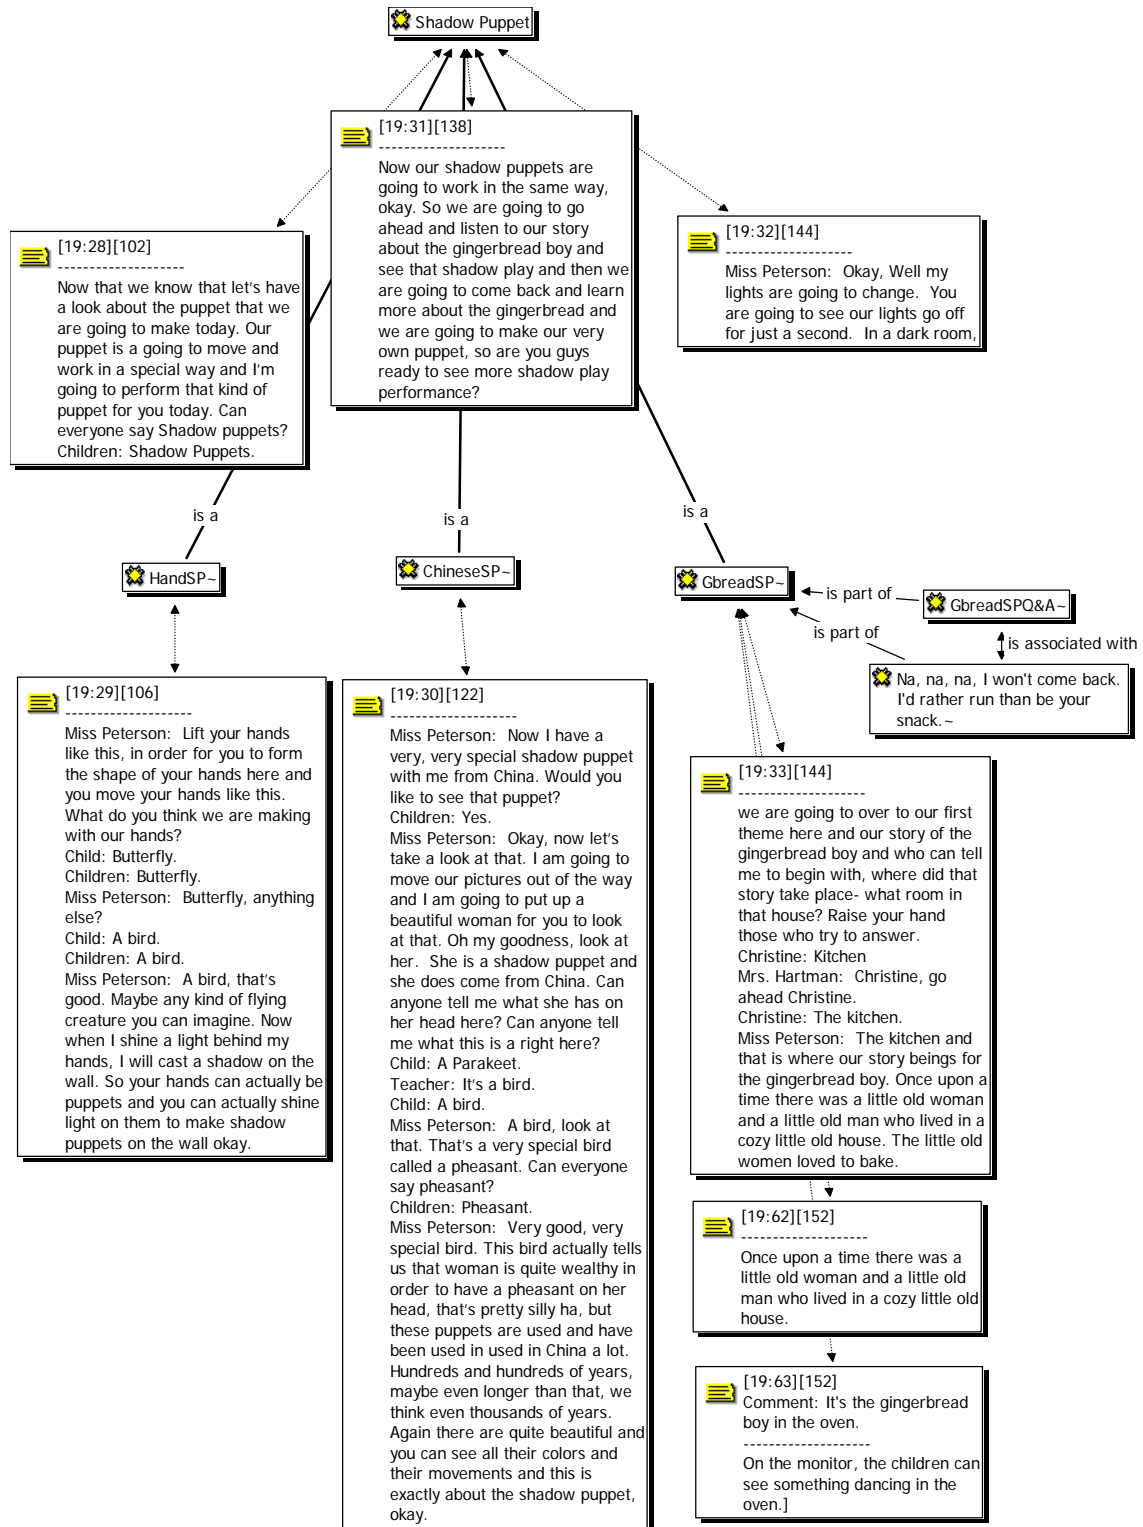 Shadow Puppet
[19:31][138]
--------------------
Now our shadow puppets are
going to work in the same way,
okay. So we are going to go
ahead and listen to our story
about the gingerbread boy and
see that shadow play and then we
are going to come back and learn
more about the gingerbread and
we are going to make our very
own puppet, so are you guys
ready to see more shadow play
performance?
[19:28][102]
--------------------
Now that we know that let's have
a look about the puppet that we
are going to make today. Our
puppet is a going to move and
work in a special way and I'm
going to perform that kind of
puppet for you today. Can
everyone say Shadow puppets?
Children: Shadow Puppets.
[19:32][144]
--------------------
Miss Peterson:  Okay, Well my
lights are going to change.  You
are going to see our lights go off
for just a second.  In a dark room,
is a
is a
is a
HandSP~
ChineseSP~
GbreadSP~
is part of
GbreadSPQ&A~
is part of
is associated with
Na, na, na, I won't come back.
I'd rather run than be your
snack.~
[19:29][106]
--------------------
Miss Peterson:  Lift your hands
like this, in order for you to form
the shape of your hands here and
you move your hands like this.
What do you think we are making
with our hands?
Child: Butterfly.
Children: Butterfly.
Miss Peterson:  Butterfly, anything
else?
Child: A bird.
Children: A bird.
Miss Peterson:  A bird, that's
good. Maybe any kind of flying
creature you can imagine. Now
when I shine a light behind my
hands, I will cast a shadow on the
wall. So your hands can actually be
puppets and you can actually shine
light on them to make shadow
puppets on the wall okay.
[19:30][122]
--------------------
Miss Peterson:  Now I have a
very, very special shadow puppet
with me from China. Would you
like to see that puppet?
Children: Yes.
Miss Peterson:  Okay, now let's
take a look at that. I am going to
move our pictures out of the way
and I am going to put up a
beautiful woman for you to look
at that. Oh my goodness, look at
her.  She is a shadow puppet and
she does come from China. Can
anyone tell me what she has on
her head here? Can anyone tell
me what this is a right here?
Child: A Parakeet.
Teacher: It's a bird.
Child: A bird.
Miss Peterson:  A bird, look at
that. That's a very special bird
called a pheasant. Can everyone
say pheasant?
Children: Pheasant.
Miss Peterson:  Very good, very
special bird. This bird actually tells
us that woman is quite wealthy in
order to have a pheasant on her
head, that's pretty silly ha, but
these puppets are used and have
been used in used in China a lot.
Hundreds and hundreds of years,
maybe even longer than that, we
think even thousands of years.
Again there are quite beautiful and
you can see all their colors and
their movements and this is
exactly about the shadow puppet,
okay.
[19:33][144]
--------------------
we are going to over to our first
theme here and our story of the
gingerbread boy and who can tell
me to begin with, where did that
story take place- what room in
that house? Raise your hand
those who try to answer.
Christine: Kitchen
Mrs. Hartman:  Christine, go
ahead Christine.
Christine: The kitchen.
Miss Peterson:  The kitchen and
that is where our story beings for
the gingerbread boy. Once upon a
time there was a little old woman
and a little old man who lived in a
cozy little old house. The little old
women loved to bake.
[19:62][152]
--------------------
Once upon a time there was a
little old woman and a little old
man who lived in a cozy little old
house.
[19:63][152]
Comment: It's the gingerbread
boy in the oven.
--------------------
On the monitor, the children can
see something dancing in the
oven.]